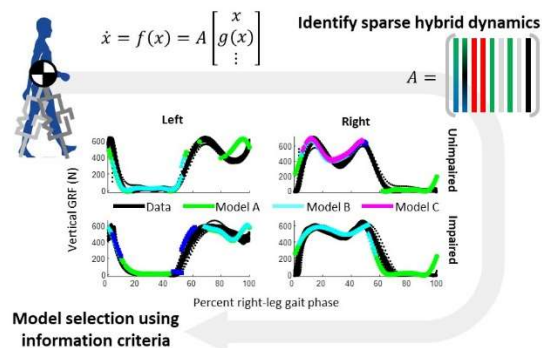 Identify sparse hybrid dynamics
ẋ = f(x) = A [ x g(x) ⋮ ]
A =
Left
Right
Vertical GRF (N)
600
400
200
0
600
400
200
0
Unimpaired
Data
Model A
Model B
Model C
600
400
200
0
0 20 40 60 80 100
600
400
200
0
0 20 40 60 80 100
Impaired
Percent right-leg gait phase
Model selection using
information criteria